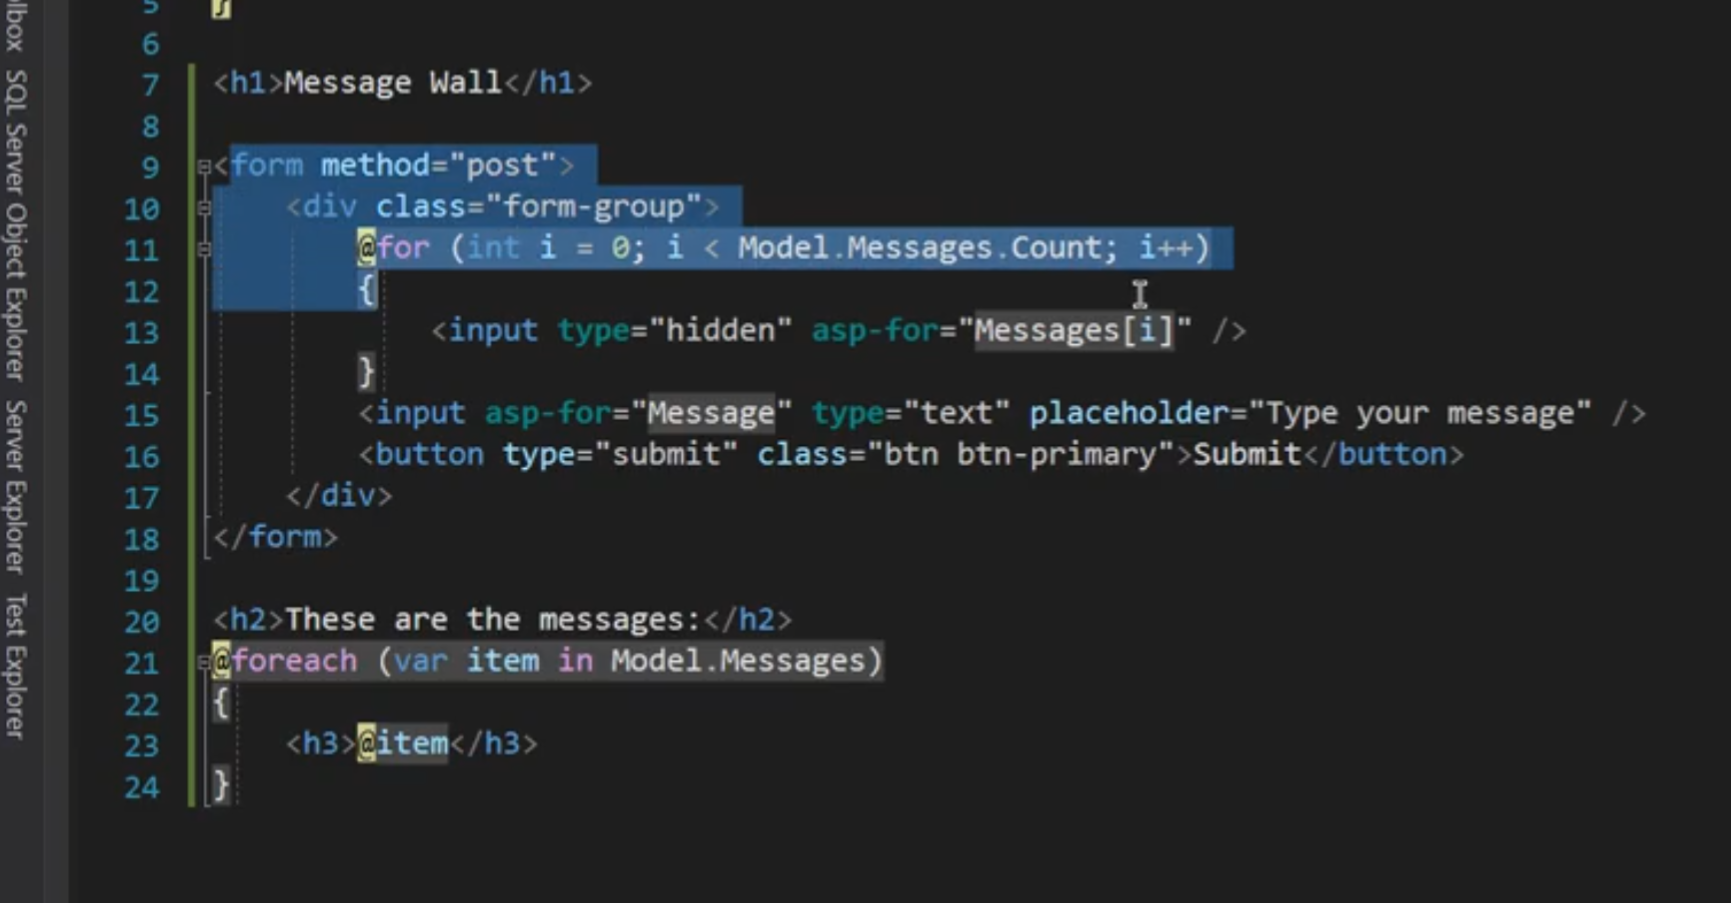 lbox
SQL Server Object Explorer
Server Explorer
Test Explorer
5 }
6
7 <h1>Message Wall</h1>
8
9 <form method="post">
10 <div class="form-group">
11 @for (int i = 0; i < Model.Messages.Count; i++)
12 {
13 <input type="hidden" asp-for="Messages[i]" />
14 }
15 <input asp-for="Message" type="text" placeholder="Type your message" />
16 <button type="submit" class="btn btn-primary">Submit</button>
17 </div>
18 </form>
19
20 <h2>These are the messages:</h2>
21 @foreach (var item in Model.Messages)
22 {
23 <h3>@item</h3>
24 }